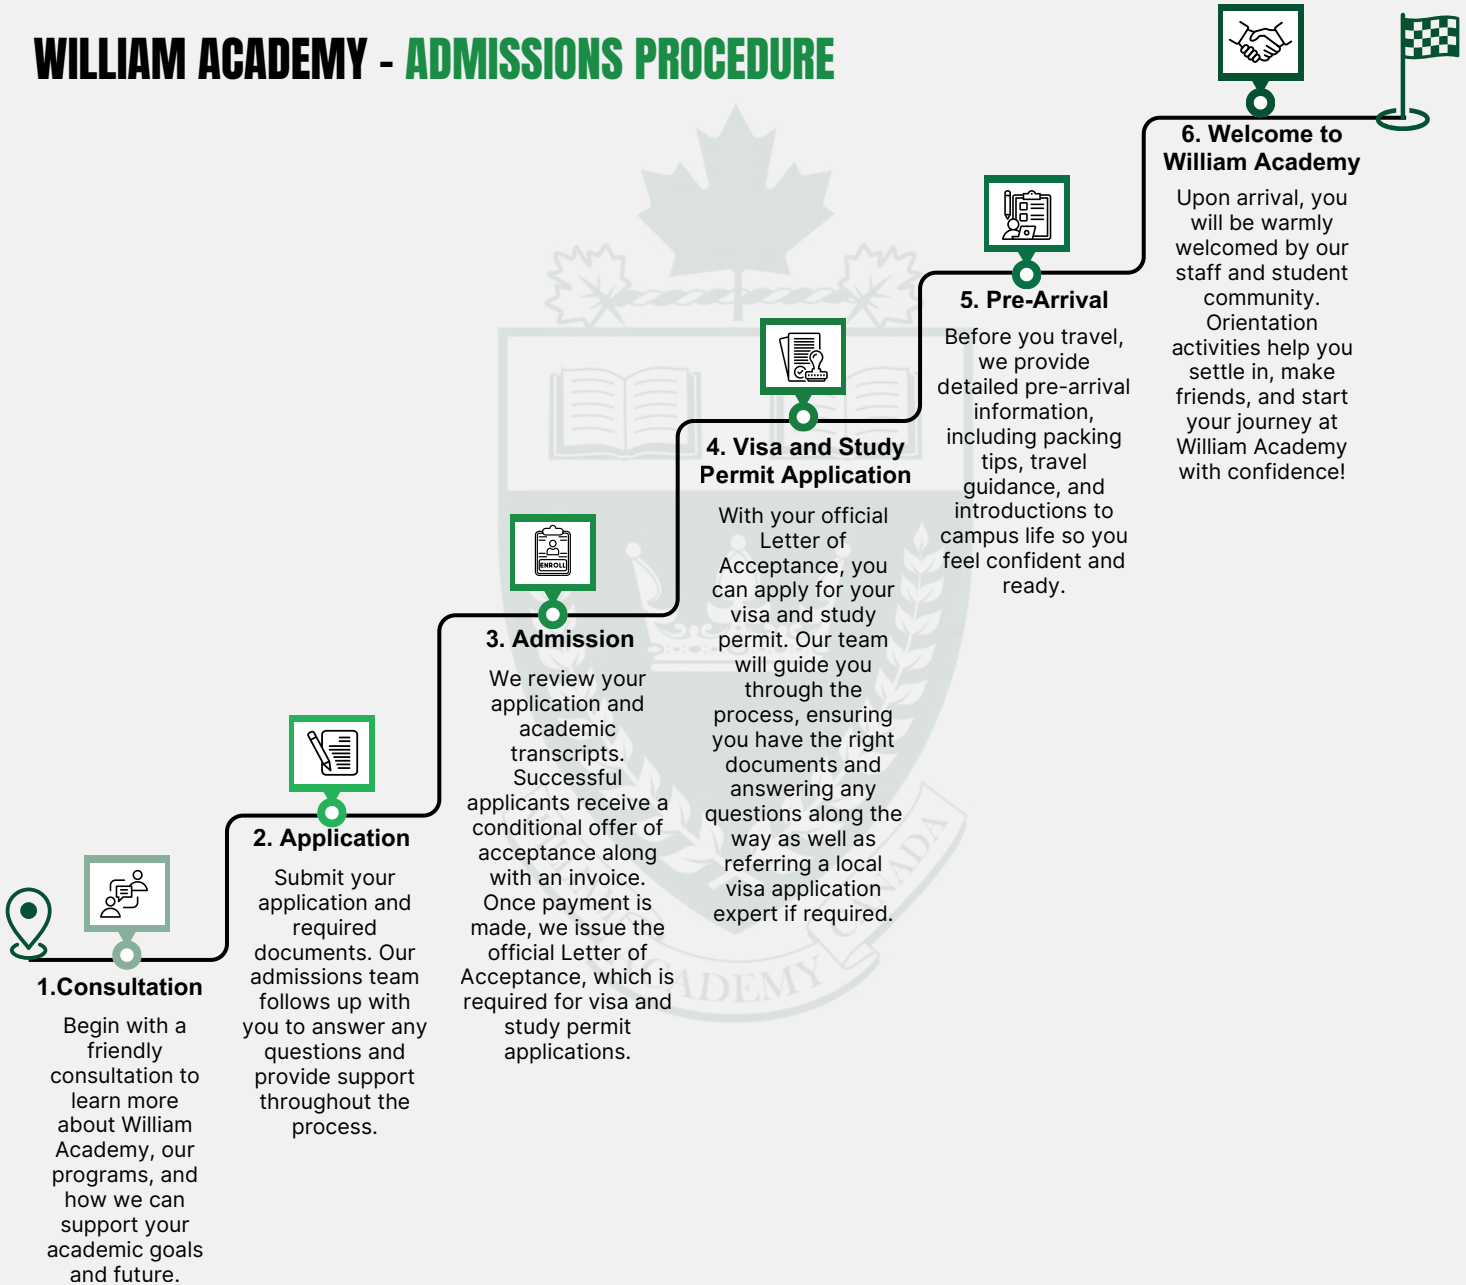 WILLIAM ACADEMY - ADMISSIONS PROCEDURE
1.Consultation
Begin with a
friendly
consultation to
learn more
about William
Academy, our
programs, and
how we can
support your
academic goals
and future.
2. Application
Submit your
application and
required
documents. Our
admissions team
follows up with
you to answer any
questions and
provide support
throughout the
process.
ENROLL
3. Admission
We review your
application and
academic
transcripts.
Successful
applicants receive a
conditional offer of
acceptance along
with an invoice.
Once payment is
made, we issue the
official Letter of
Acceptance, which is
required for visa and
study permit
applications.
4. Visa and Study
Permit Application
With your official
Letter of
Acceptance, you
can apply for your
visa and study
permit. Our team
will guide you
through the
process, ensuring
you have the right
documents and
answering any
questions along the
way as well as
referring a local
visa application
expert if required.
5. Pre-Arrival
Before you travel,
we provide
detailed pre-arrival
information,
including packing
tips, travel
guidance, and
introductions to
campus life so you
feel confident and
ready.
6. Welcome to
William Academy
Upon arrival, you
will be warmly
welcomed by our
staff and student
community.
Orientation
activities help you
settle in, make
friends, and start
your journey at
William Academy
with confidence!
WILLIAM ACADEMY CANADA